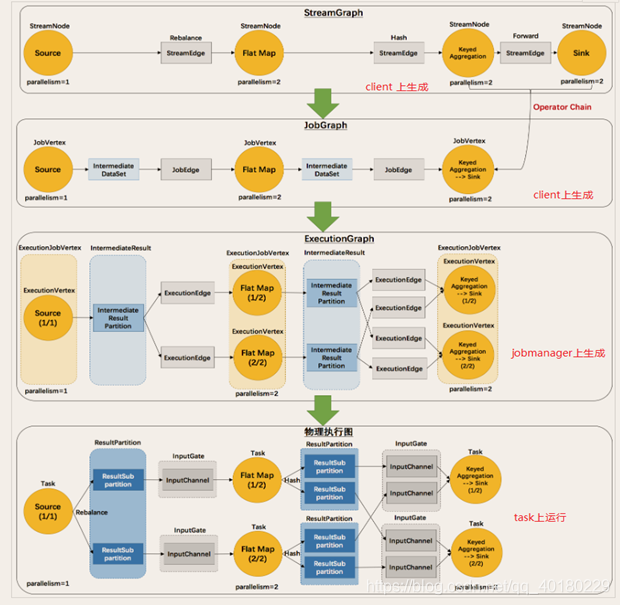 StreamGraph
StreamNode
StreamNode
StreamNode
StreamNode
Rebalance
Hash
Forward
Source
StreamEdge
Flat Map
StreamEdge
Keyed
Aggregation
StreamEdge
Sink
parallelism=1
parallelism=2
parallelism=2
parallelism=2
client 上生成
Operator Chain
JobGraph
JobVertex
JobVertex
JobVertex
Source
Intermediate
DataSet
JobEdge
Flat Map
Intermediate
DataSet
JobEdge
Keyed
Aggregation
--> Sink
parallelism=1
parallelism=2
parallelism=2
client上生成
ExecutionGraph
ExecutionJobVertex
IntermediateResult
ExecutionJobVertex
IntermediateResult
ExecutionJobVertex
ExecutionVertex
Source
(1/1)
Intermediate
Result
Partition
ExecutionEdge
ExecutionEdge
ExecutionVertex
Flat Map
(1/2)
ExecutionVertex
Flat Map
(2/2)
Intermediate
Result
Partition
Intermediate
Result
Partition
ExecutionEdge
ExecutionEdge
ExecutionEdge
ExecutionEdge
ExecutionVertex
Keyed
Aggregation
--> Sink
(1/2)
ExecutionVertex
Keyed
Aggregation
--> Sink
(2/2)
parallelism=1
parallelism=2
parallelism=2
jobmanager上生成
物理执行图
Task
Source
(1/1)
Rebalance
ResultPartition
ResultSub
partition
ResultSub
partition
InputGate
InputChannel
InputGate
InputChannel
Task
Flat Map
(1/2)
Hash
Task
Flat Map
(2/2)
Hash
ResultPartition
ResultSub
partition
ResultSub
partition
ResultPartition
ResultSub
partition
ResultSub
partition
InputGate
InputChannel
InputChannel
InputGate
InputChannel
InputChannel
Task
Keyed
Aggregation
--> Sink
(1/2)
Task
Keyed
Aggregation
--> Sink
(2/2)
parallelism=1
parallelism=2
parallelism=2
task上运行
https://blog.csdn.net/qq_40180229